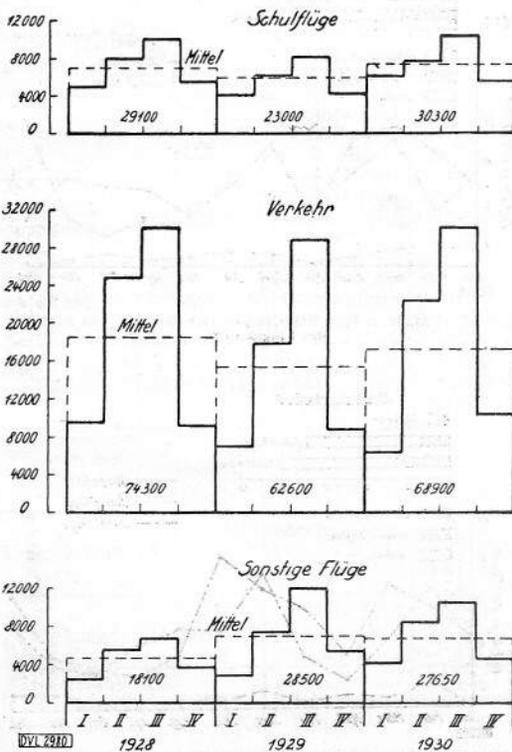 Schulflüge
12000
8000
4000
0
Mittel
29100 23000 30300
Verkehr
32000
28000
24000
20000
16000
12000
8000
4000
0
Mittel
74300 62600 68900
Sonstige Flüge
12000
8000
4000
0
Mittel
18100 28500 27650
I II III IV I II III IV I II III IV
1928 1929 1930
DVL 2980